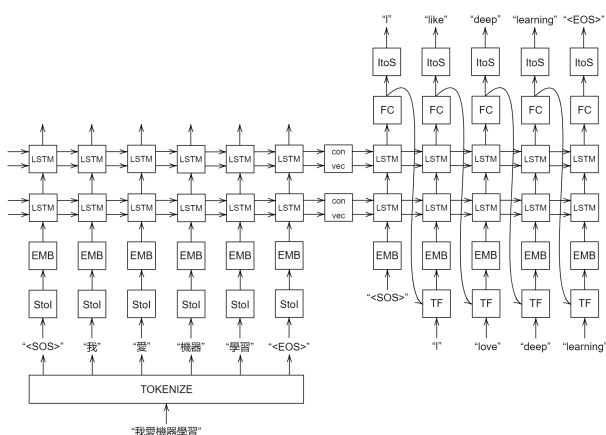 “I” “like” “deep” “learning” “<EOS>”
ItoS ItoS ItoS ItoS ItoS
FC FC FC FC FC
LSTM LSTM LSTM LSTM LSTM LSTM con vec LSTM LSTM LSTM LSTM LSTM
LSTM LSTM LSTM LSTM LSTM LSTM con vec LSTM LSTM LSTM LSTM LSTM
EMB EMB EMB EMB EMB EMB EMB EMB EMB EMB EMB
StoI StoI StoI StoI StoI StoI “<SOS>” TF TF TF TF
“<SOS>” “我” “愛” “機器” “學習” “<EOS>” “I” “love” “deep” “learning”
TOKENIZE
“我愛機器學習”